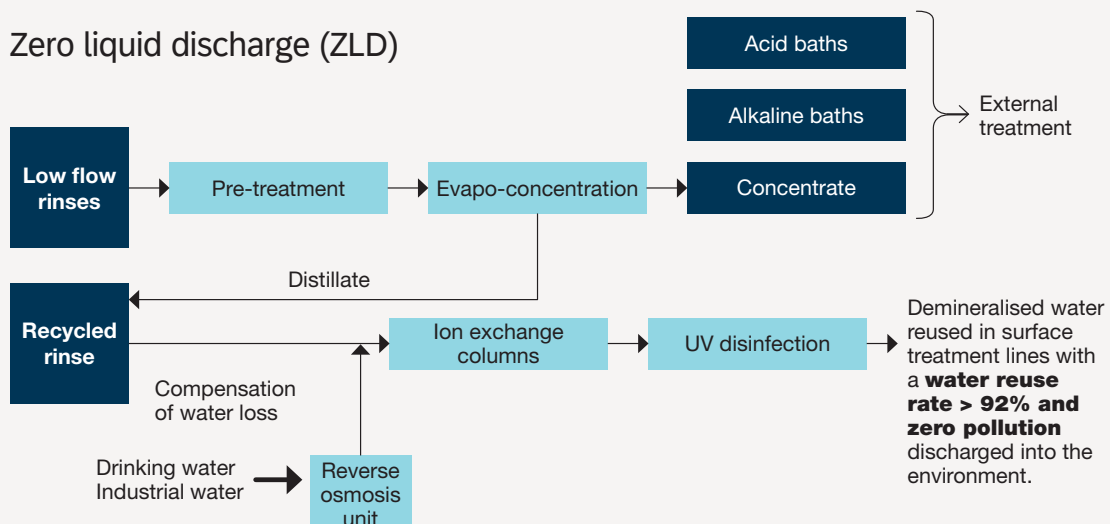 Zero liquid discharge (ZLD)
Acid baths
Alkaline baths
External
treatment
Low flow
rinses
Pre-treatment
Evapo-concentration
Concentrate
Distillate
Recycled
rinse
Ion exchange
columns
UV disinfection
Demineralised water
reused in surface
treatment lines with
a water reuse
rate > 92% and
zero pollution
discharged into the
environment.
Compensation
of water loss
Drinking water
Industrial water
Reverse
osmosis
unit